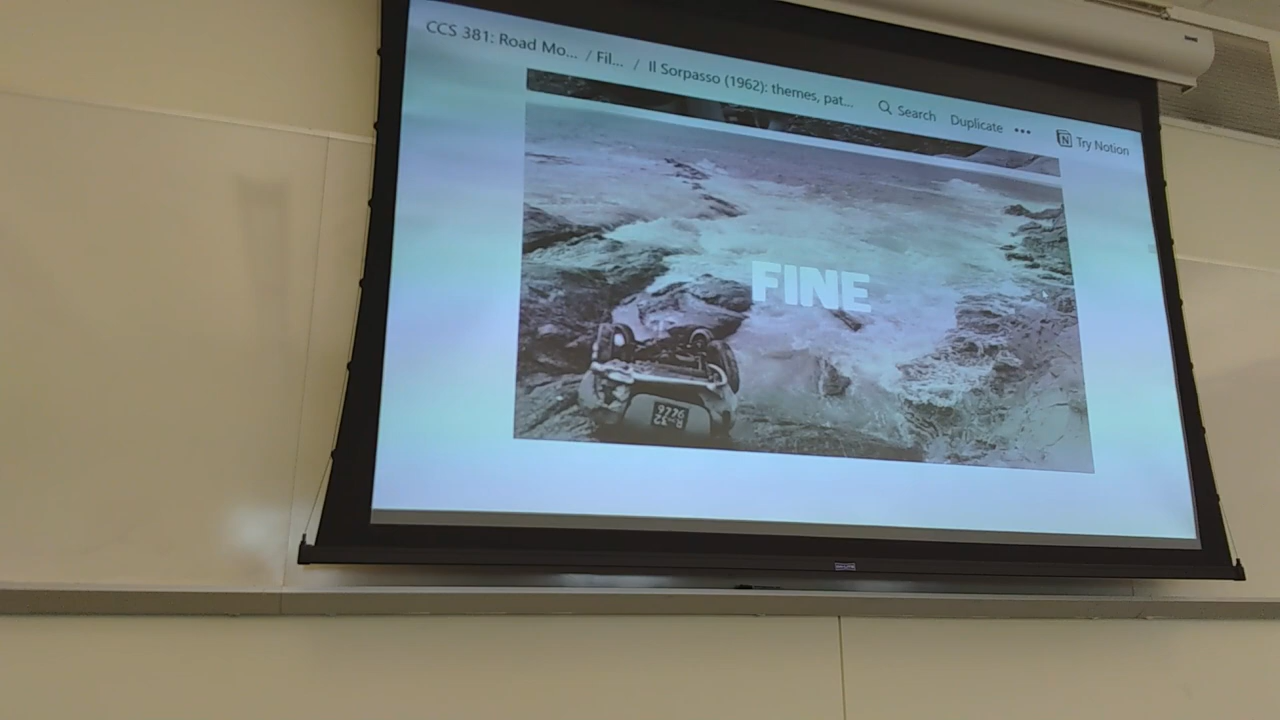 CCS 381: Road Mo... / Fil... / Il Sorpasso (1962): themes, pat...
Search Duplicate ••• Try Notion
FINE